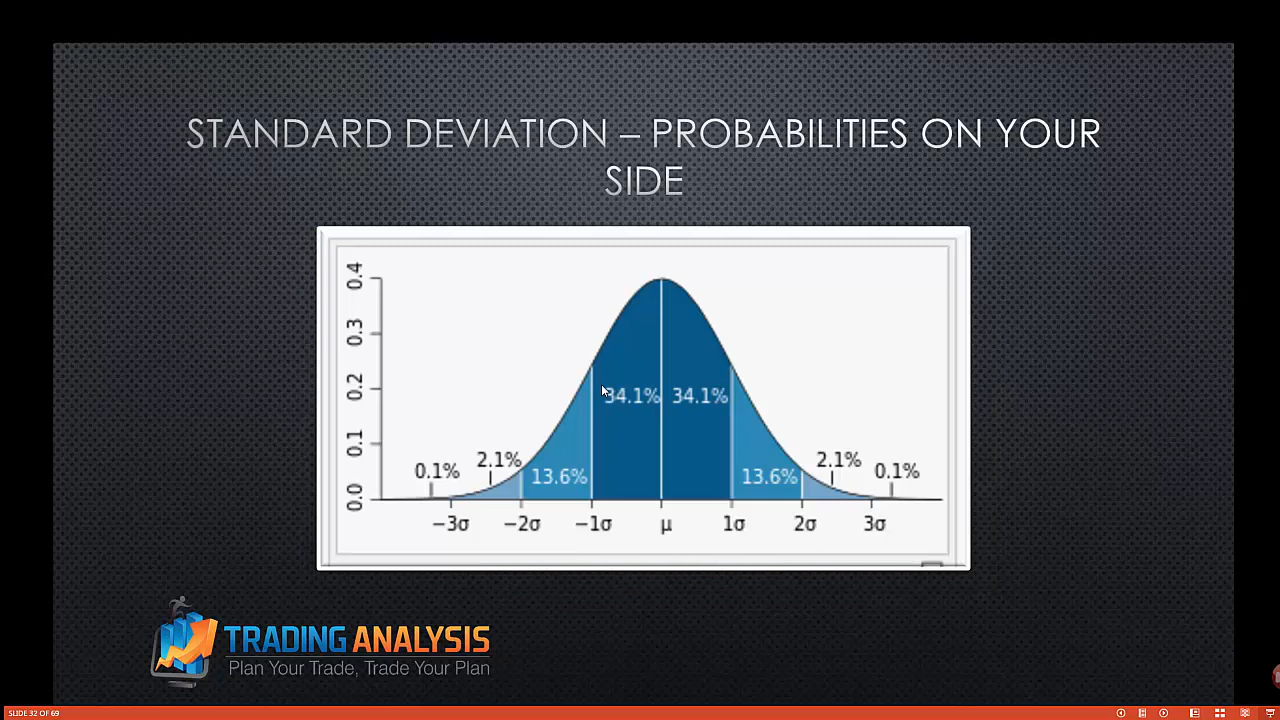 STANDARD DEVIATION – PROBABILITIES ON YOUR
SIDE
0.4
0.3
0.2
0.1
0.0
34.1% 34.1%
0.1% 2.1% 13.6% 13.6% 2.1% 0.1%
−3σ −2σ −1σ µ 1σ 2σ 3σ
TRADING ANALYSIS
Plan Your Trade, Trade Your Plan
SLIDE 32 OF 69